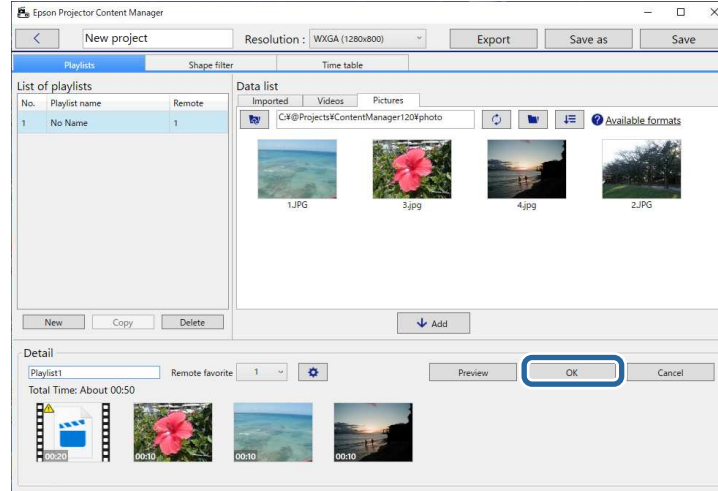 Epson Projector Content Manager
New project
Resolution : WXGA (1280x800)
Export
Save as
Save
Playlists
Shape filter
Time table
List of playlists
No. Playlist name Remote
1 No Name 1
New
Copy
Delete
Data list
Imported
Videos
Pictures
C:¥@Projects¥ContentManager120¥photo
Available formats
1.JPG
3.jpg
4.jpg
2.JPG
Add
Detail
Playlist1
Remote favorite 1
Preview
OK
Cancel
Total Time: About 00:50
00:20
00:10
00:10
00:10